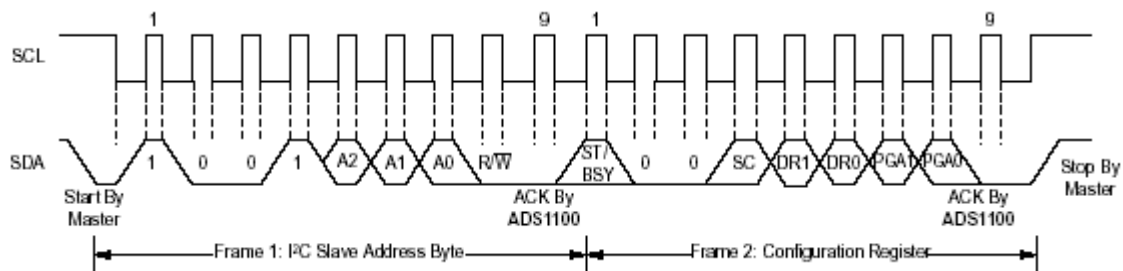 1 9 1 9
SCL
SDA
1 0 0 1 A2 A1 A0 R/W̅ ST/BSY 0 0 SC DR1 DR0 PGA1 PGA0
Start By
Master
ACK By
ADS1100
ACK By
ADS1100
Stop By
Master
Frame 1: I²C Slave Address Byte
Frame 2: Configuration Register